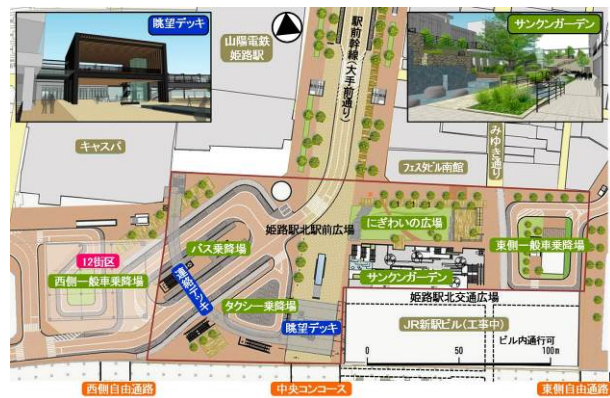 眺望デッキ
山陽電鉄
姫路駅
駅前幹線(大手前通り)
サンクンガーデン
みゆき通り
キャスパ
フェスタビル南館
姫路駅北駅前広場
にぎわいの広場
バス乗降場
東側一般車乗降場
12街区
西側一般車乗降場
連絡デッキ
サンクンガーデン
タクシー乗降場
姫路駅北交通広場
眺望デッキ
JR新駅ビル(工事中)
ビル内通行可
0 50 100m
西側自由通路
中央コンコース
東側自由通路